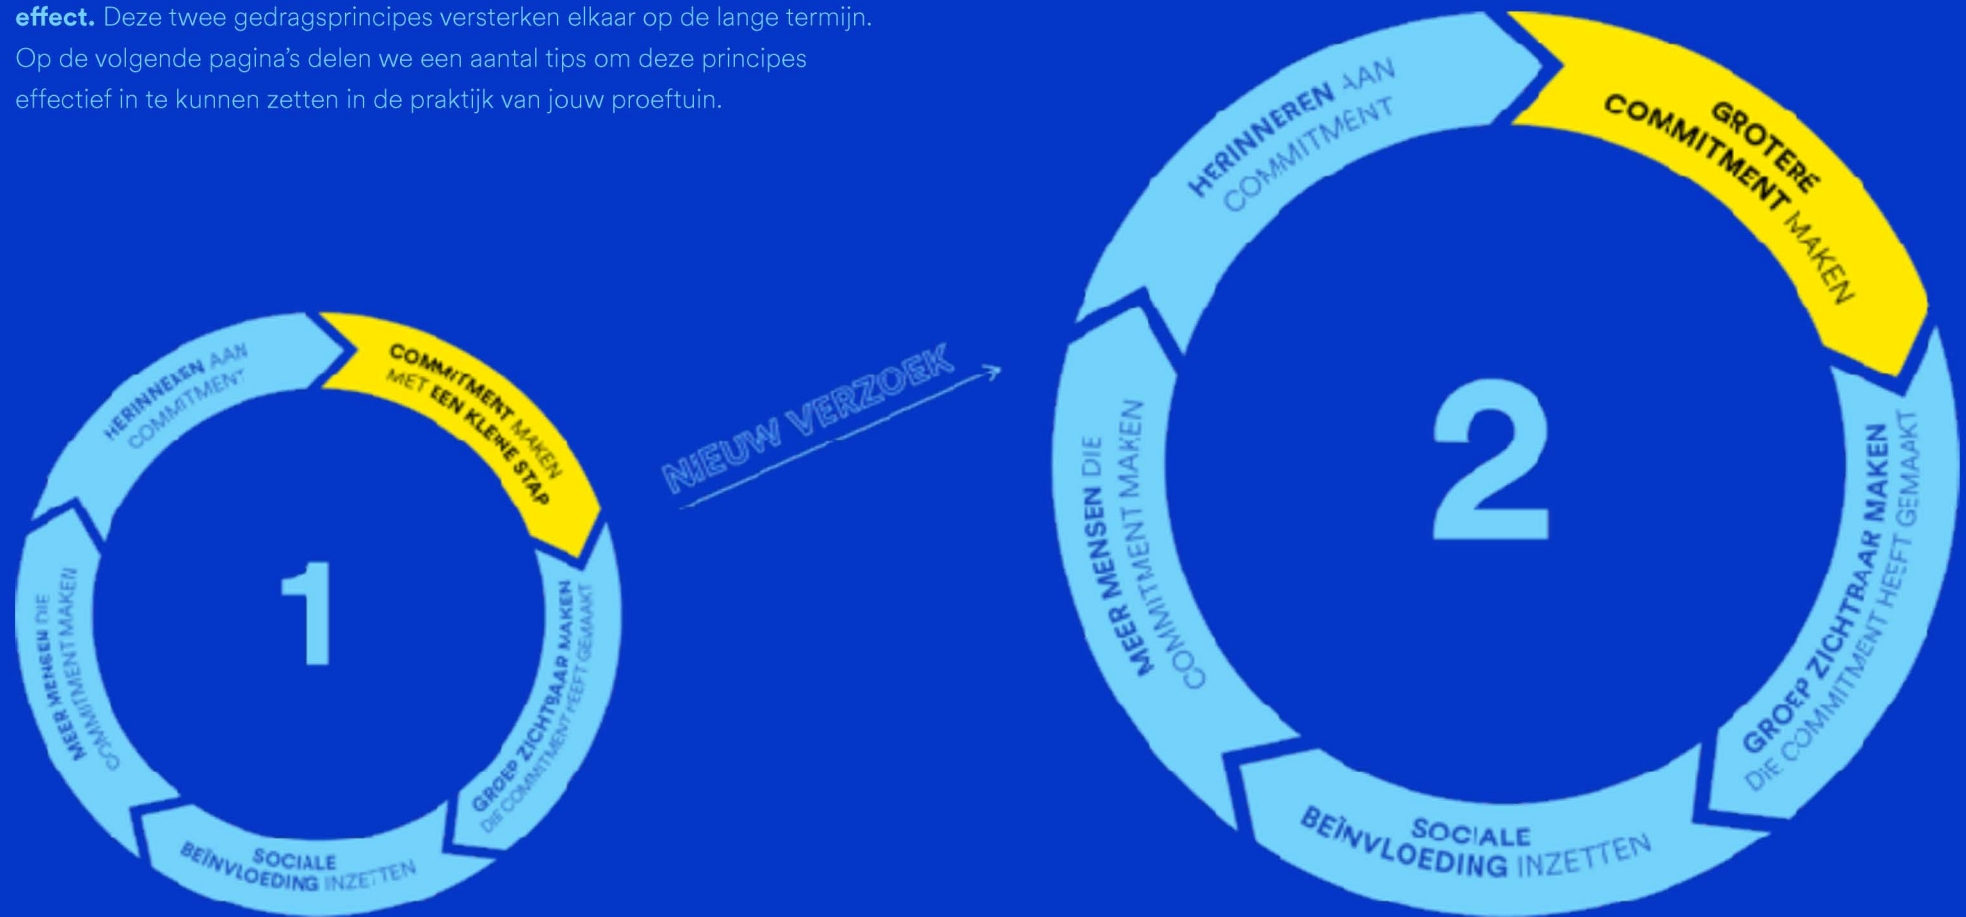 effect. Deze twee gedragsprincipes versterken elkaar op de lange termijn.
Op de volgende pagina’s delen we een aantal tips om deze principes
effectief in te kunnen zetten in de praktijk van jouw proeftuin.
1
COMMITMENT MAKEN
MET EEN KLEINE STAP
GROEP ZICHTBAAR MAKEN
DIE COMMITMENT HEEFT GEMAAKT
SOCIALE
BEÏNVLOEDING INZETTEN
MEER MENSEN DIE
COMMITMENT MAKEN
HERINNEREN AAN
COMMITMENT
NIEUW VERZOEK
2
GROTERE
COMMITMENT MAKEN
GROEP ZICHTBAAR MAKEN
DIE COMMITMENT HEEFT GEMAAKT
SOCIALE
BEÏNVLOEDING INZETTEN
MEER MENSEN DIE
COMMITMENT MAKEN
HERINNEREN AAN
COMMITMENT